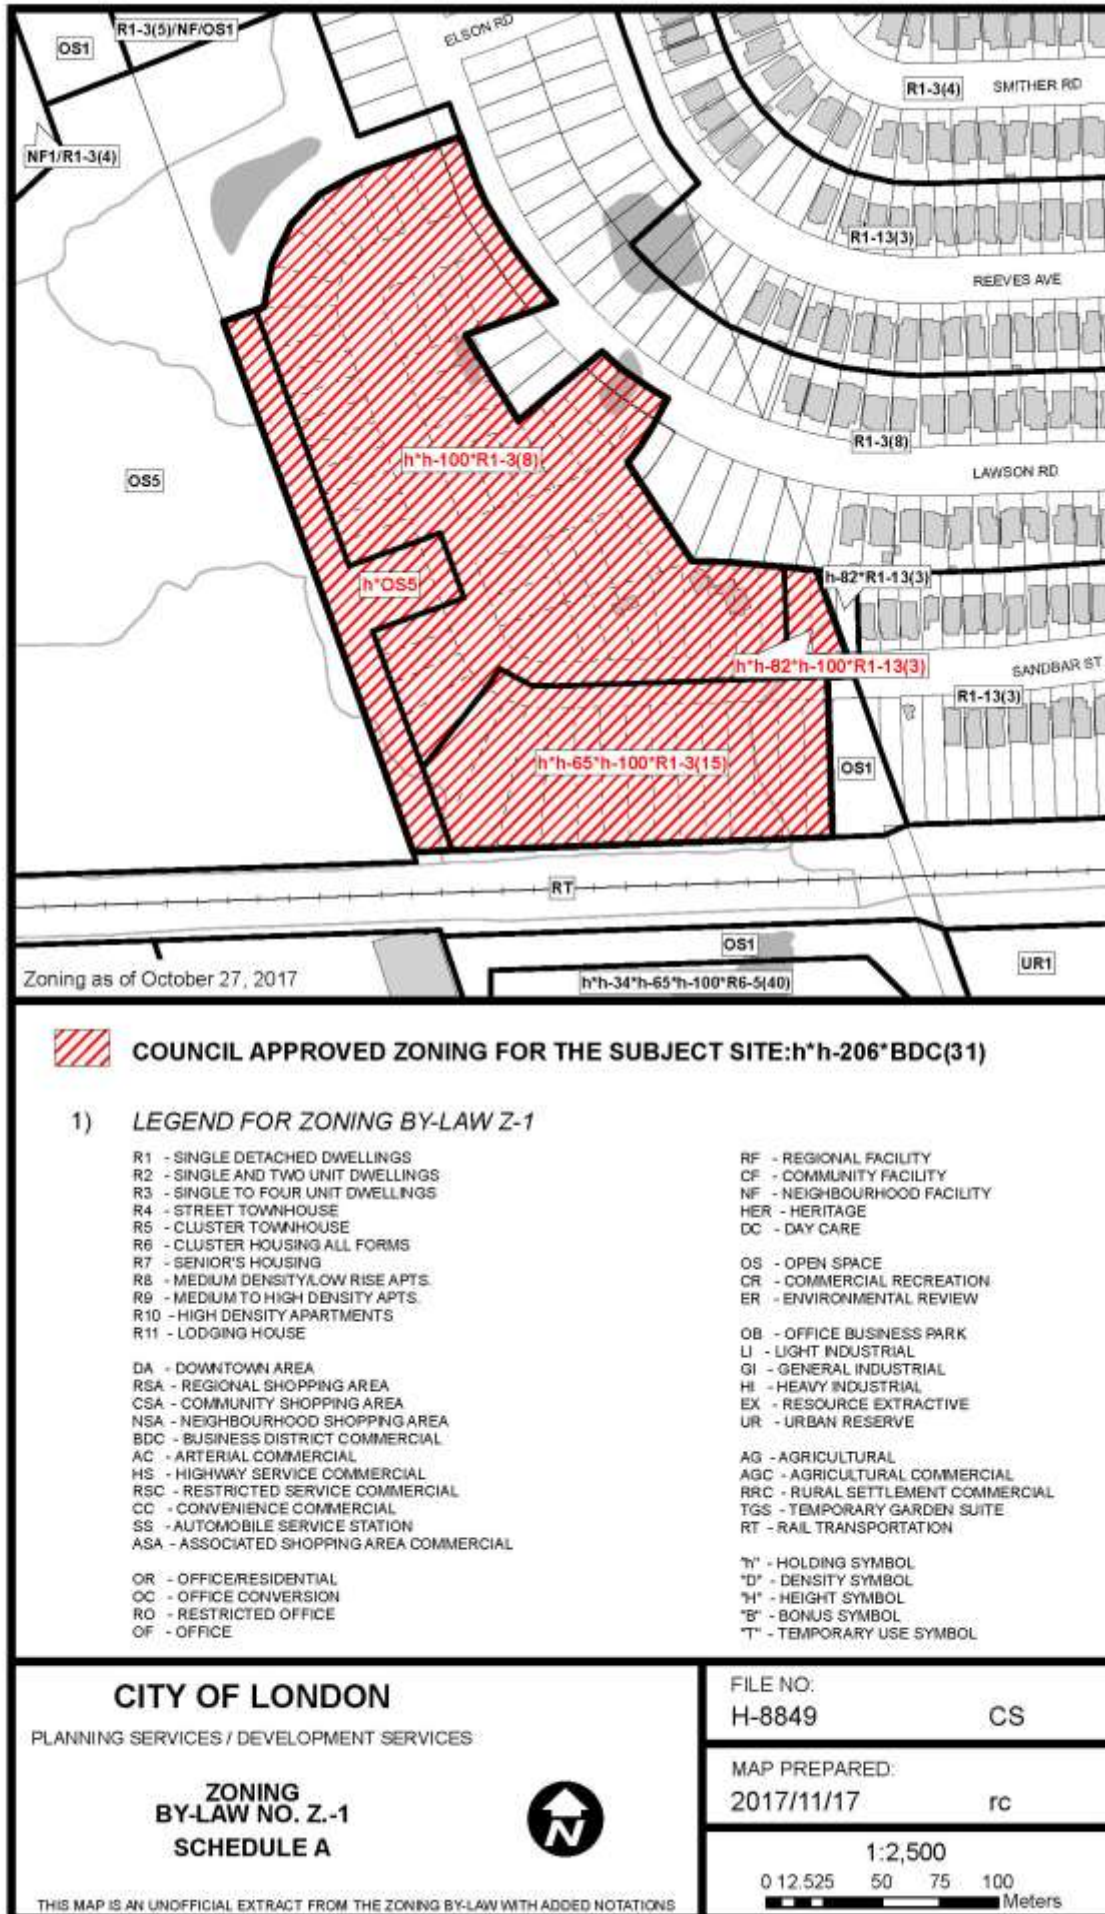 R1-3(5)/NF/OS1
OS1
ELSON RD
R1-3(4)
SMITHER RD
NF1/R1-3(4)
R1-13(3)
REEVES AVE
R1-3(8)
h*h-100*R1-3(8)
LAWSON RD
OS5
h-82*R1-13(3)
h*OS5
h*h-82*h-100*R1-13(3)
SANDBAR ST
R1-13(3)
h*h-65*h-100*R1-3(15)
OS1
RT
OS1
UR1
Zoning as of October 27, 2017
h*h-34*h-65*h-100*R6-5(40)
COUNCIL APPROVED ZONING FOR THE SUBJECT SITE:h*h-206*BDC(31)
1) LEGEND FOR ZONING BY-LAW Z-1
R1 - SINGLE DETACHED DWELLINGS
R2 - SINGLE AND TWO UNIT DWELLINGS
R3 - SINGLE TO FOUR UNIT DWELLINGS
R4 - STREET TOWNHOUSE
R5 - CLUSTER TOWNHOUSE
R6 - CLUSTER HOUSING ALL FORMS
R7 - SENIOR'S HOUSING
R8 - MEDIUM DENSITY/LOW RISE APTS.
R9 - MEDIUM TO HIGH DENSITY APTS.
R10 - HIGH DENSITY APARTMENTS
R11 - LODGING HOUSE
DA - DOWNTOWN AREA
RSA - REGIONAL SHOPPING AREA
CSA - COMMUNITY SHOPPING AREA
NSA - NEIGHBOURHOOD SHOPPING AREA
BDC - BUSINESS DISTRICT COMMERCIAL
AC - ARTERIAL COMMERCIAL
HS - HIGHWAY SERVICE COMMERCIAL
RSC - RESTRICTED SERVICE COMMERCIAL
CC - CONVENIENCE COMMERCIAL
SS - AUTOMOBILE SERVICE STATION
ASA - ASSOCIATED SHOPPING AREA COMMERCIAL
OR - OFFICE/RESIDENTIAL
OC - OFFICE CONVERSION
RO - RESTRICTED OFFICE
OF - OFFICE
RF - REGIONAL FACILITY
CF - COMMUNITY FACILITY
NF - NEIGHBOURHOOD FACILITY
HER - HERITAGE
DC - DAY CARE
OS - OPEN SPACE
CR - COMMERCIAL RECREATION
ER - ENVIRONMENTAL REVIEW
OB - OFFICE BUSINESS PARK
LI - LIGHT INDUSTRIAL
GI - GENERAL INDUSTRIAL
HI - HEAVY INDUSTRIAL
EX - RESOURCE EXTRACTIVE
UR - URBAN RESERVE
AG - AGRICULTURAL
AGC - AGRICULTURAL COMMERCIAL
RRC - RURAL SETTLEMENT COMMERCIAL
TGS - TEMPORARY GARDEN SUITE
RT - RAIL TRANSPORTATION
"h" - HOLDING SYMBOL
"D" - DENSITY SYMBOL
"H" - HEIGHT SYMBOL
"B" - BONUS SYMBOL
"T" - TEMPORARY USE SYMBOL
CITY OF LONDON
PLANNING SERVICES / DEVELOPMENT SERVICES
ZONING
BY-LAW NO. Z.-1
SCHEDULE A
N
THIS MAP IS AN UNOFFICIAL EXTRACT FROM THE ZONING BY-LAW WITH ADDED NOTATIONS
FILE NO:
H-8849 CS
MAP PREPARED:
2017/11/17 rc
1:2,500
0 12.525 50 75 100
Meters